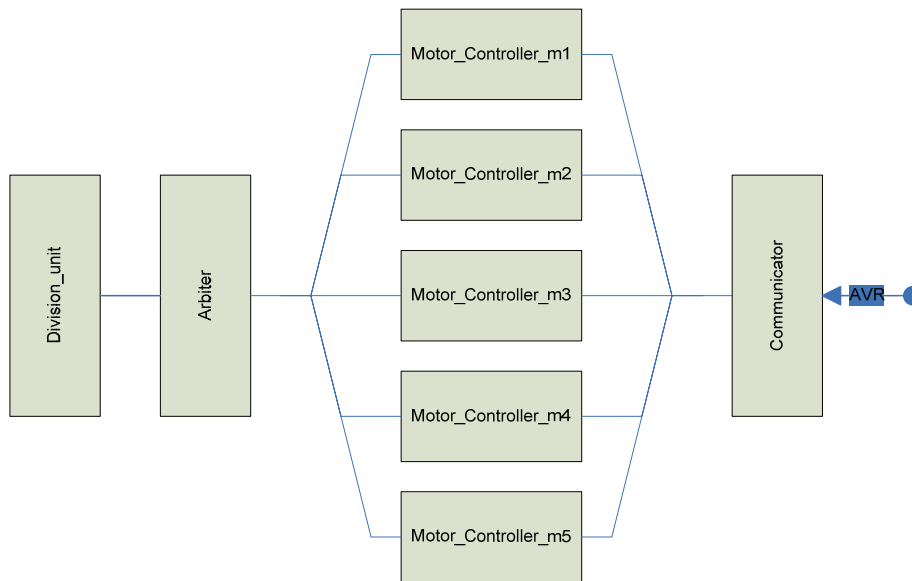 Motor_Controller_m1
Motor_Controller_m2
Division_unit
Arbiter
Motor_Controller_m3
Communicator
AVR
Motor_Controller_m4
Motor_Controller_m5